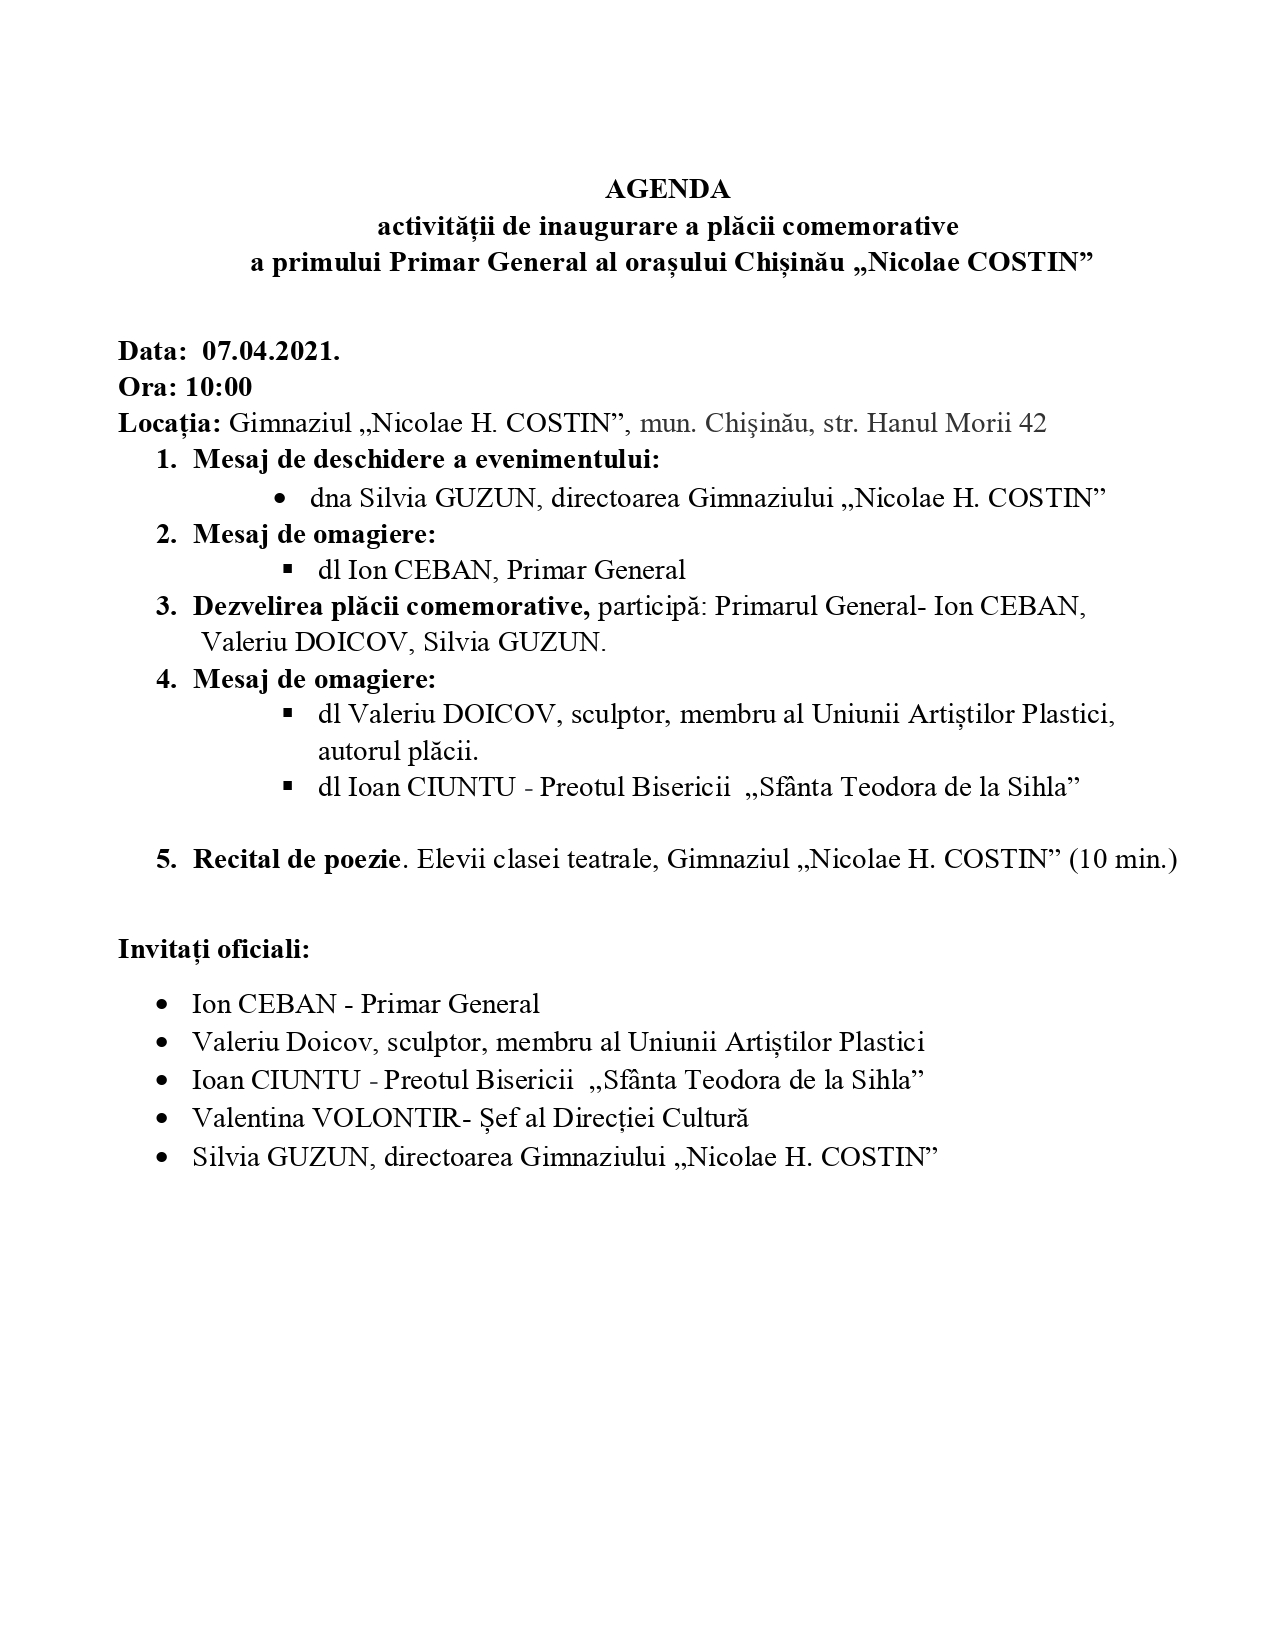 AGENDA
activității de inaugurare a plăcii comemorative
a primului Primar General al orașului Chișinău „Nicolae COSTIN”
Data: 07.04.2021.
Ora: 10:00
Locația: Gimnaziul „Nicolae H. COSTIN”, mun. Chişinău, str. Hanul Morii 42
1. Mesaj de deschidere a evenimentului:
• dna Silvia GUZUN, directoarea Gimnaziului „Nicolae H. COSTIN”
2. Mesaj de omagiere:
▪ dl Ion CEBAN, Primar General
3. Dezvelirea plăcii comemorative, participă: Primarul General- Ion CEBAN,
Valeriu DOICOV, Silvia GUZUN.
4. Mesaj de omagiere:
▪ dl Valeriu DOICOV, sculptor, membru al Uniunii Artiștilor Plastici,
autorul plăcii.
▪ dl Ioan CIUNTU - Preotul Bisericii „Sfânta Teodora de la Sihla”
5. Recital de poezie. Elevii clasei teatrale, Gimnaziul „Nicolae H. COSTIN” (10 min.)
Invitați oficiali:
• Ion CEBAN - Primar General
• Valeriu Doicov, sculptor, membru al Uniunii Artiștilor Plastici
• Ioan CIUNTU - Preotul Bisericii „Sfânta Teodora de la Sihla”
• Valentina VOLONTIR- Șef al Direcției Cultură
• Silvia GUZUN, directoarea Gimnaziului „Nicolae H. COSTIN”